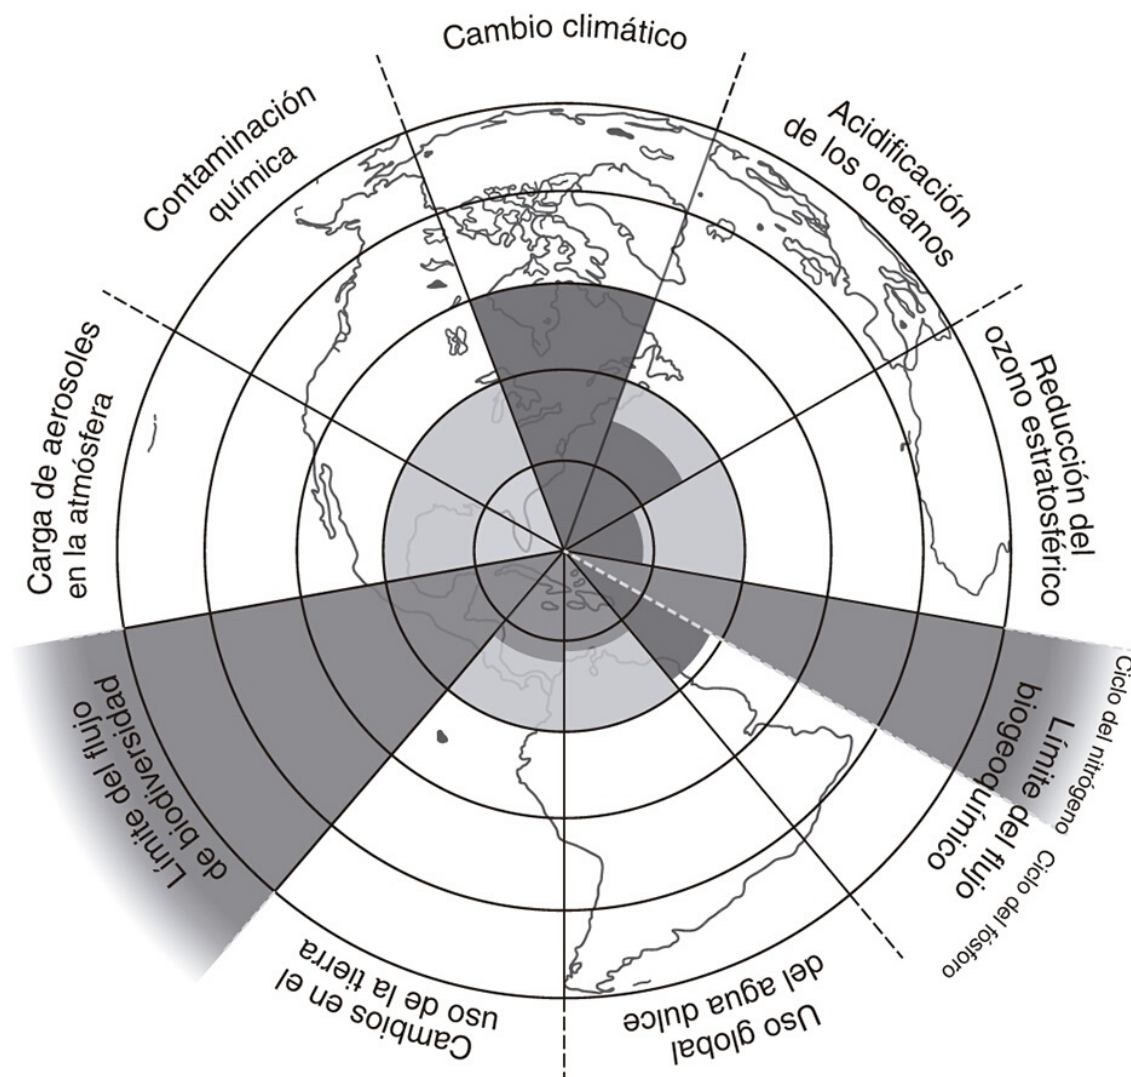 Cambio climático
Acidificación
de los océanos
Reducción del
ozono estratosférico
Ciclo del nitrógeno
Límite del flujo
biogeoquímico
Ciclo del fósforo
Uso global
del agua dulce
Cambios en el
uso de la tierra
Límite del flujo
de biodiversidad
Carga de aerosoles
en la atmósfera
Contaminación
química